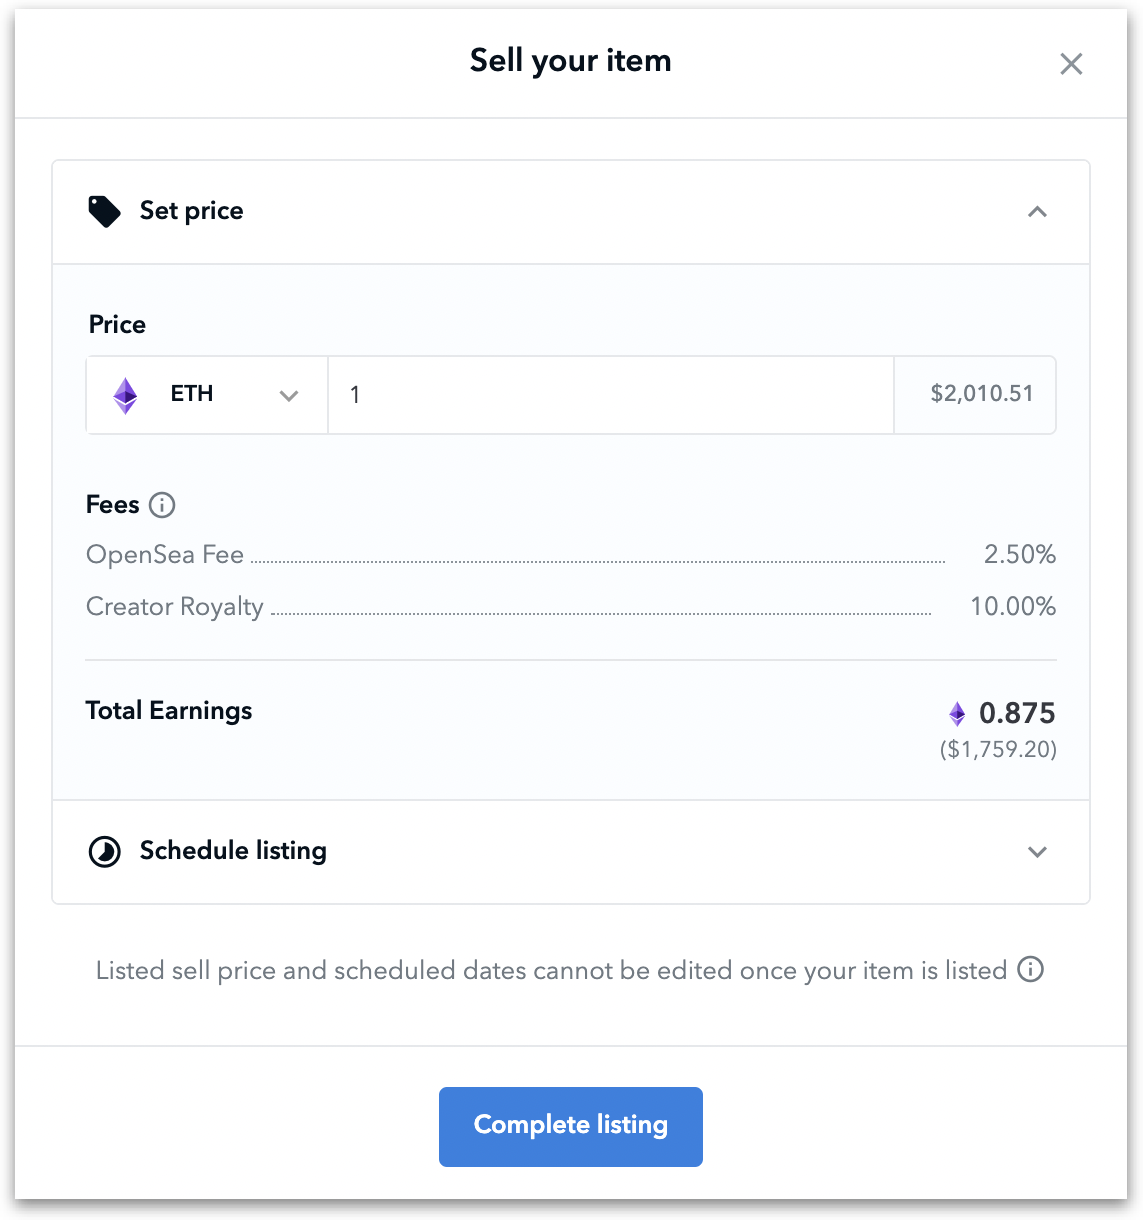 Sell your item
Set price
Price
ETH
1
$2,010.51
Fees
OpenSea Fee 2.50%
Creator Royalty 10.00%
Total Earnings 0.875
($1,759.20)
Schedule listing
Listed sell price and scheduled dates cannot be edited once your item is listed
Complete listing